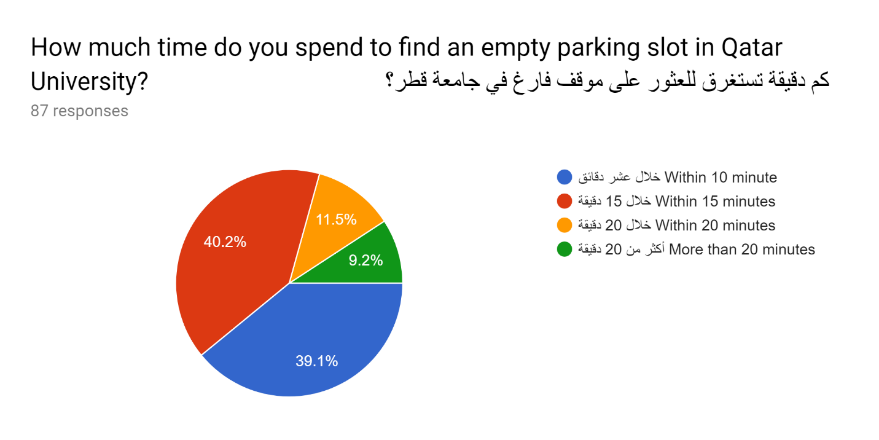 How much time do you spend to find an empty parking slot in Qatar
University? كم دقيقة تستغرق للعثور على موقف فارغ في جامعة قطر؟
87 responses
خلال عشر دقائق Within 10 minute
خلال 15 دقيقة Within 15 minutes
خلال 20 دقيقة Within 20 minutes
أكثر من 20 دقيقة More than 20 minutes
11.5%
40.2%
9.2%
39.1%